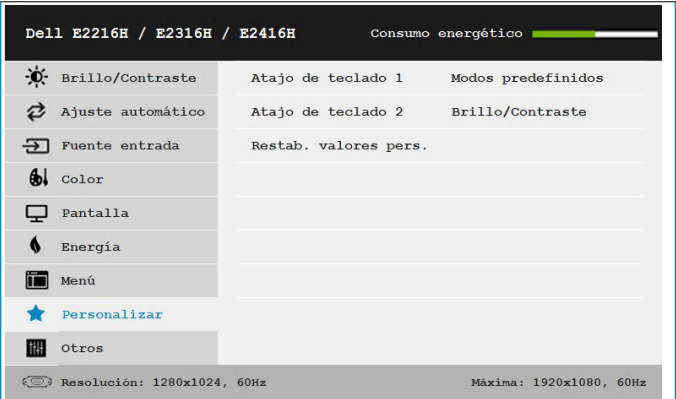 Dell E2216H / E2316H / E2416H Consumo energético
Brillo/Contraste Atajo de teclado 1 Modos predefinidos
Ajuste automático Atajo de teclado 2 Brillo/Contraste
Fuente entrada Restab. valores pers.
Color
Pantalla
Energía
Menú
Personalizar
Otros
Resolución: 1280x1024, 60Hz Máxima: 1920x1080, 60Hz